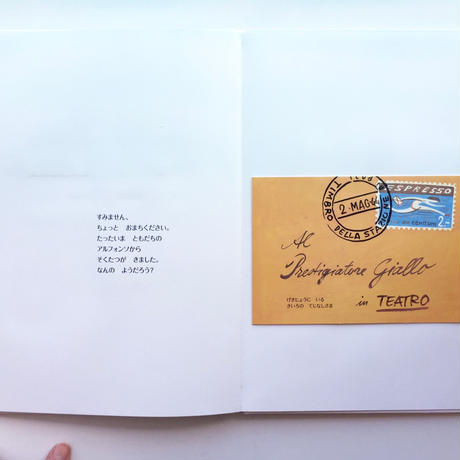 すみません、
ちょっと おまちください。
たったいま ともだちの
アルフォンソから
そくたつが きました。
なんの ようだろう?
ESPRESSO
2. MAG
TIMBRO DELLA STAZIONE
Al
Prestigiatore Giallo
げきじょうに いる
きいろの てじなしさま
in TEATRO